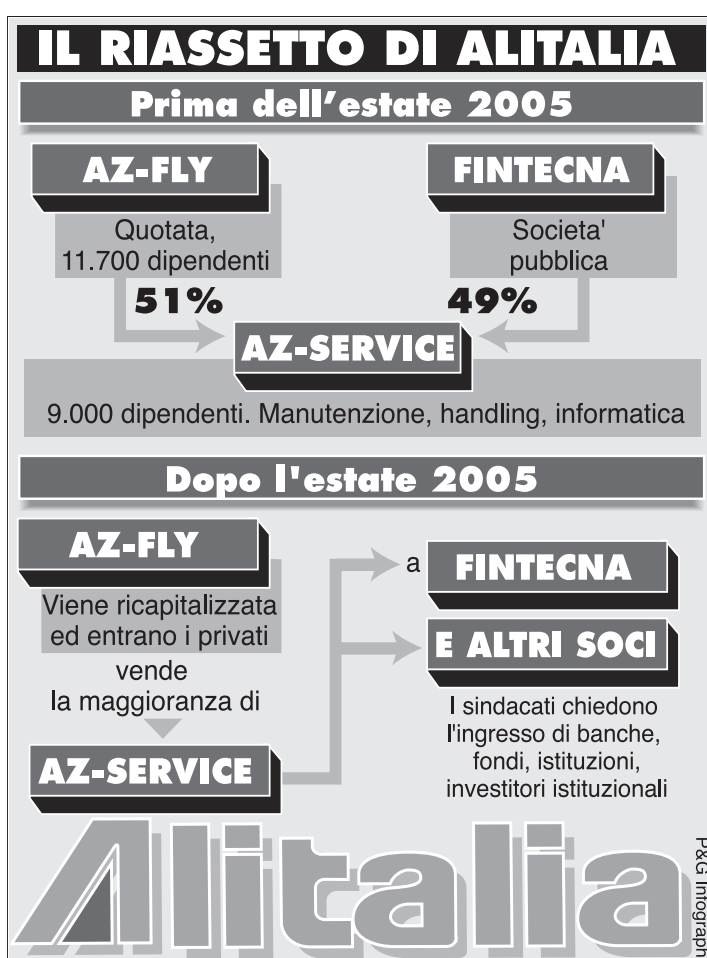 IL RIASSETTO DI ALITALIA
Prima dell'estate 2005
AZ-FLY
Quotata,
11.700 dipendenti
51%
FINTECNA
Societa'
pubblica
49%
AZ-SERVICE
9.000 dipendenti. Manutenzione, handling, informatica
Dopo l'estate 2005
AZ-FLY
Viene ricapitalizzata
ed entrano i privati
vende
la maggioranza di
AZ-SERVICE
a
FINTECNA
E ALTRI SOCI
I sindacati chiedono
l'ingresso di banche,
fondi, istituzioni,
investitori istituzionali
Alitalia
P&G Infograph